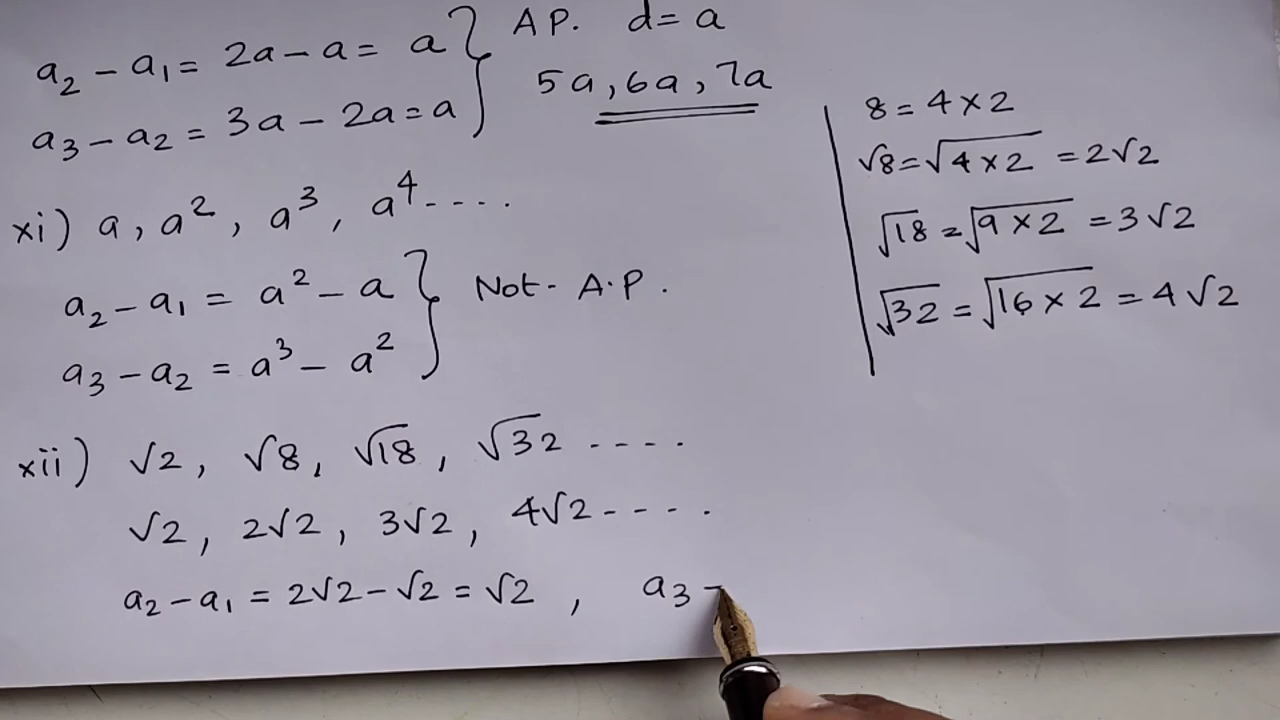 a₂ − a₁ = 2a − a = a } A P. d = a
a₃ − a₂ = 3a − 2a = a
5a, 6a, 7a
xi) a, a², a³, a⁴ - - - -.
a₂ − a₁ = a² − a } Not - A.P.
a₃ − a₂ = a³ − a²
xii) √2, √8, √18, √32 - - - -.
√2, 2√2, 3√2, 4√2 - - - -.
a₂ − a₁ = 2√2 − √2 = √2 , a₃ −
8 = 4 × 2
√8 = √4 × 2 = 2√2
√18 = √9 × 2 = 3√2
√32 = √16 × 2 = 4√2